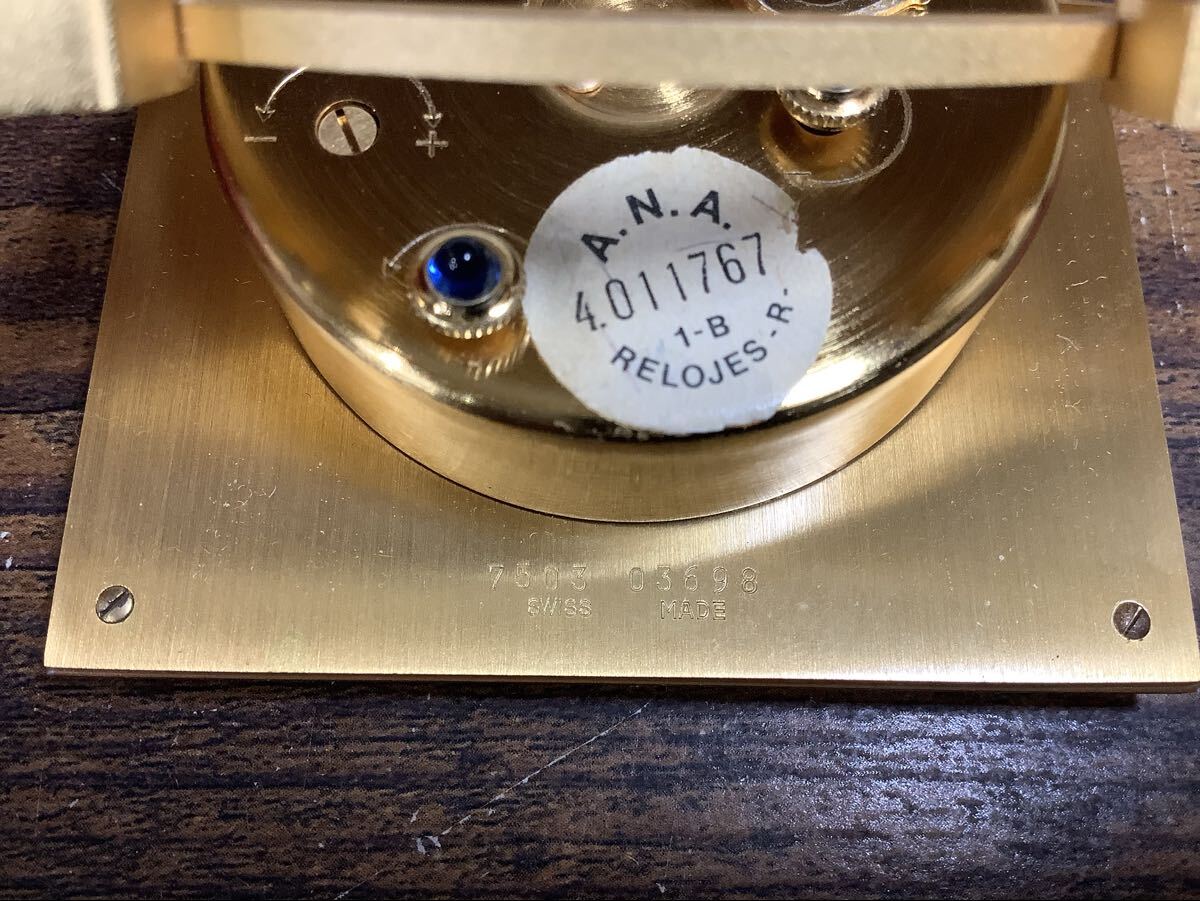 − +
−
A.N.A.
4.011767
1-B
RELOJES-R.
7503 03698
SWISS MADE